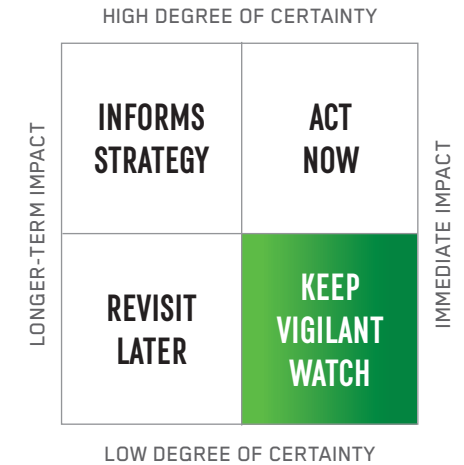 HIGH DEGREE OF CERTAINTY
LONGER-TERM IMPACT
INFORMS
STRATEGY
ACT
NOW
IMMEDIATE IMPACT
REVISIT
LATER
KEEP
VIGILANT
WATCH
LOW DEGREE OF CERTAINTY